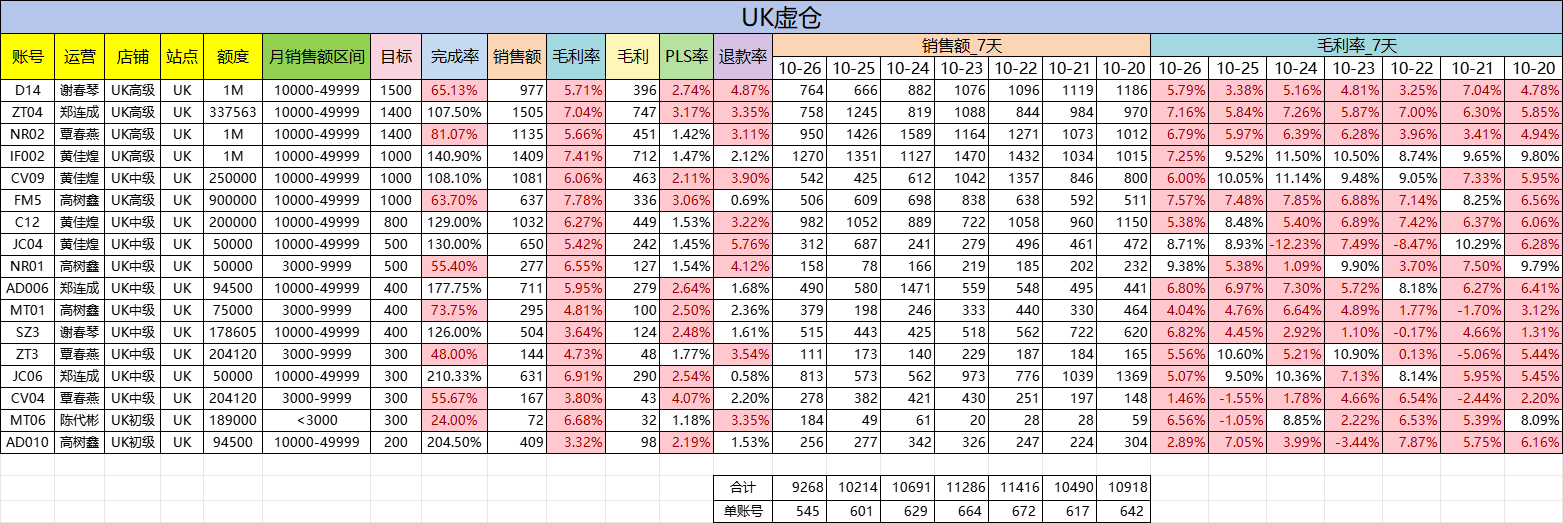 UK虚仓
账号 运营 店铺 站点 额度 月销售额区间 目标 完成率 销售额 毛利率 毛利 PLS率 退款率 销售额_7天 毛利率_7天
10-26 10-25 10-24 10-23 10-22 10-21 10-20 10-26 10-25 10-24 10-23 10-22 10-21 10-20
D14 谢春琴 UK高级 UK 1M 10000-49999 1500 65.13% 977 5.71% 396 2.74% 4.87% 764 666 882 1076 1096 1119 1186 5.79% 3.38% 5.16% 4.81% 3.25% 7.04% 4.78%
ZT04 郑连成 UK高级 UK 337563 10000-49999 1400 107.50% 1505 7.04% 747 3.17% 3.35% 758 1245 819 1088 844 984 970 7.16% 5.84% 7.26% 5.87% 7.00% 6.30% 5.85%
NR02 覃春燕 UK高级 UK 1M 10000-49999 1400 81.07% 1135 5.66% 451 1.42% 3.11% 950 1426 1589 1164 1271 1073 1012 6.79% 5.97% 6.39% 6.28% 3.96% 3.41% 4.94%
IF002 黄佳煌 UK高级 UK 1M 10000-49999 1000 140.90% 1409 7.41% 712 1.47% 2.12% 1270 1351 1127 1470 1432 1034 1015 7.25% 9.52% 11.50% 10.50% 8.74% 9.65% 9.80%
CV09 黄佳煌 UK中级 UK 250000 10000-49999 1000 108.10% 1081 6.06% 463 2.11% 3.90% 542 425 612 1042 1357 846 800 6.00% 10.05% 11.14% 9.48% 9.05% 7.33% 5.95%
FM5 高树鑫 UK高级 UK 900000 10000-49999 1000 63.70% 637 7.78% 336 3.06% 0.69% 506 609 698 838 638 592 511 7.57% 7.48% 7.85% 6.88% 7.14% 8.25% 6.56%
C12 黄佳煌 UK中级 UK 200000 10000-49999 800 129.00% 1032 6.27% 449 1.53% 3.22% 982 1052 889 722 1058 960 1150 5.38% 8.48% 5.40% 6.89% 7.42% 6.37% 6.06%
JC04 黄佳煌 UK中级 UK 50000 10000-49999 500 130.00% 650 5.42% 242 1.45% 5.76% 312 687 241 279 496 461 472 8.71% 8.93% -12.23% 7.49% -8.47% 10.29% 6.28%
NR01 高树鑫 UK中级 UK 50000 3000-9999 500 55.40% 277 6.55% 127 1.54% 4.12% 158 78 166 219 185 202 232 9.38% 5.38% 1.09% 9.90% 3.70% 7.50% 9.79%
AD006 郑连成 UK中级 UK 94500 10000-49999 400 177.75% 711 5.95% 279 2.64% 1.68% 490 580 1471 559 548 495 441 6.80% 6.97% 7.30% 5.72% 8.18% 6.27% 6.41%
MT01 高树鑫 UK中级 UK 75000 3000-9999 400 73.75% 295 4.81% 100 2.50% 2.36% 379 198 246 333 440 330 464 4.04% 4.76% 6.64% 4.89% 1.77% -1.70% 3.12%
SZ3 谢春琴 UK中级 UK 178605 10000-49999 400 126.00% 504 3.64% 124 2.48% 1.61% 515 443 425 518 562 722 620 6.82% 4.45% 2.92% 1.10% -0.17% 4.66% 1.31%
ZT3 覃春燕 UK中级 UK 204120 3000-9999 300 48.00% 144 4.73% 48 1.77% 3.54% 111 173 140 229 187 184 165 5.56% 10.60% 5.21% 10.90% 0.13% -5.06% 5.44%
JC06 郑连成 UK中级 UK 50000 10000-49999 300 210.33% 631 6.91% 290 2.54% 0.58% 813 573 562 973 776 1039 1369 5.07% 9.50% 10.36% 7.13% 8.14% 5.95% 5.45%
CV04 覃春燕 UK中级 UK 204120 3000-9999 300 55.67% 167 3.80% 43 4.07% 2.20% 278 382 421 430 251 197 148 1.46% -1.55% 1.78% 4.66% 6.54% -2.44% 2.20%
MT06 陈代彬 UK初级 UK 189000 <3000 300 24.00% 72 6.68% 32 1.18% 3.35% 184 49 61 20 28 28 59 6.56% -1.05% 8.85% 2.22% 6.53% 5.39% 8.09%
AD010 高树鑫 UK初级 UK 94500 10000-49999 200 204.50% 409 3.32% 98 2.19% 1.53% 256 277 342 326 247 224 304 2.89% 7.05% 3.99% -3.44% 7.87% 5.75% 6.16%
合计 9268 10214 10691 11286 11416 10490 10918
单账号 545 601 629 664 672 617 642